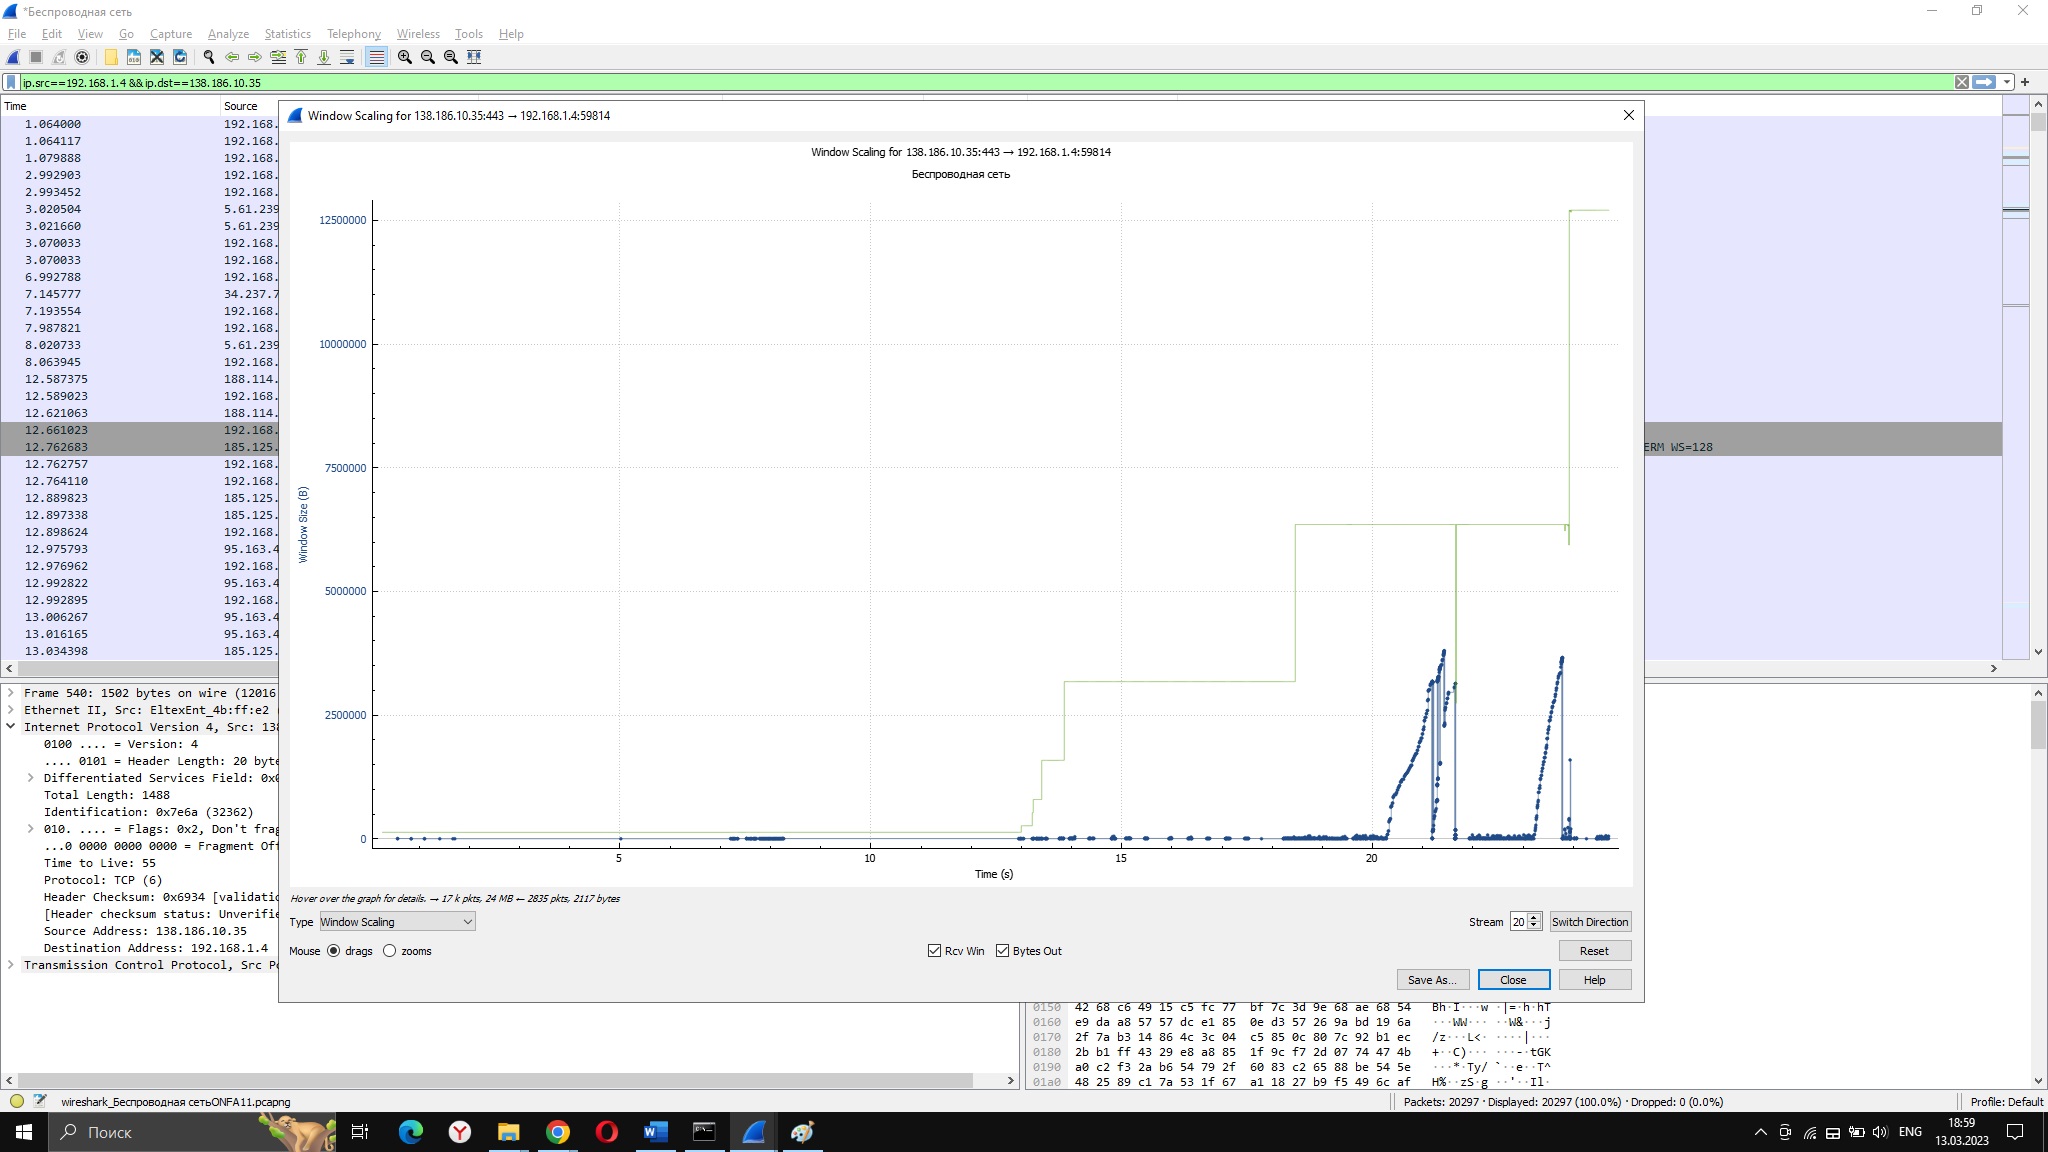 *Беспроводная сеть
File Edit View Go Capture Analyze Statistics Telephony Wireless Tools Help
ip.src==192.168.1.4 && ip.dst==138.186.10.35
Time Source
1.064000 192.168.
1.064117 192.168.
1.079888 192.168.
2.992903 192.168.
2.993452 192.168.
3.020504 5.61.239
3.021660 5.61.239
3.070033 192.168.
3.070033 192.168.
6.992788 192.168.
7.145777 34.237.7
7.193554 192.168.
7.987821 192.168.
8.020733 5.61.239
8.063945 192.168.
12.587375 188.114.
12.589023 192.168.
12.621063 188.114.
12.661023 192.168.
12.762683 185.125. ERM WS=128
12.762757 192.168.
12.764110 192.168.
12.889823 185.125.
12.897338 185.125.
12.898624 192.168.
12.975793 95.163.4
12.976962 192.168.
12.992822 95.163.4
12.992895 192.168.
13.006267 95.163.4
13.016165 95.163.4
13.034398 185.125.
Window Scaling for 138.186.10.35:443 → 192.168.1.4:59814
Window Scaling for 138.186.10.35:443 → 192.168.1.4:59814
Беспроводная сеть
12500000
10000000
7500000
5000000
2500000
0
Window Size (B)
5 10 15 20
Time (s)
Hover over the graph for details. → 17 k pkts, 24 MB ← 2835 pkts, 2117 bytes
Type Window Scaling Stream 20 Switch Direction
Mouse drags zooms Rcv Win Bytes Out Reset
Save As... Close Help
Frame 540: 1502 bytes on wire (12016
Ethernet II, Src: EltexEnt_4b:ff:e2 (
Internet Protocol Version 4, Src: 138
0100 .... = Version: 4
.... 0101 = Header Length: 20 byte
Differentiated Services Field: 0x0
Total Length: 1488
Identification: 0x7e6a (32362)
010. .... = Flags: 0x2, Don't frag
...0 0000 0000 0000 = Fragment Off
Time to Live: 55
Protocol: TCP (6)
Header Checksum: 0x6934 [validatio
[Header checksum status: Unverifie
Source Address: 138.186.10.35
Destination Address: 192.168.1.4
Transmission Control Protocol, Src Po
0150 42 68 c6 49 15 c5 fc 77 bf 7c 3d 9e 68 ae 68 54 Bh·I···w ·|=·h·hT
0160 e9 da a8 57 57 dc e1 85 0e d3 57 26 9a bd 19 6a ···WW··· ··W&···j
0170 2f 7a b3 14 86 4c 3c 04 c5 85 0c 80 7c 92 b1 ec /z···L<· ····|···
0180 2b b1 ff 43 29 e8 a8 85 1f 9c f7 2d 07 74 47 4b +··C)··· ···-·tGK
0190 a0 c2 f3 2a b6 54 79 2f 60 83 c2 65 88 be 54 5e ···*·Ty/ `··e··T^
01a0 48 25 89 c1 7a 53 1f 67 a1 18 27 b9 f5 49 6c af H%··zS·g ··'··Il·
wireshark_Беспроводная сетьONFA11.pcapng Packets: 20297 · Displayed: 20297 (100.0%) · Dropped: 0 (0.0%) Profile: Default
Поиск ENG 18:59
13.03.2023